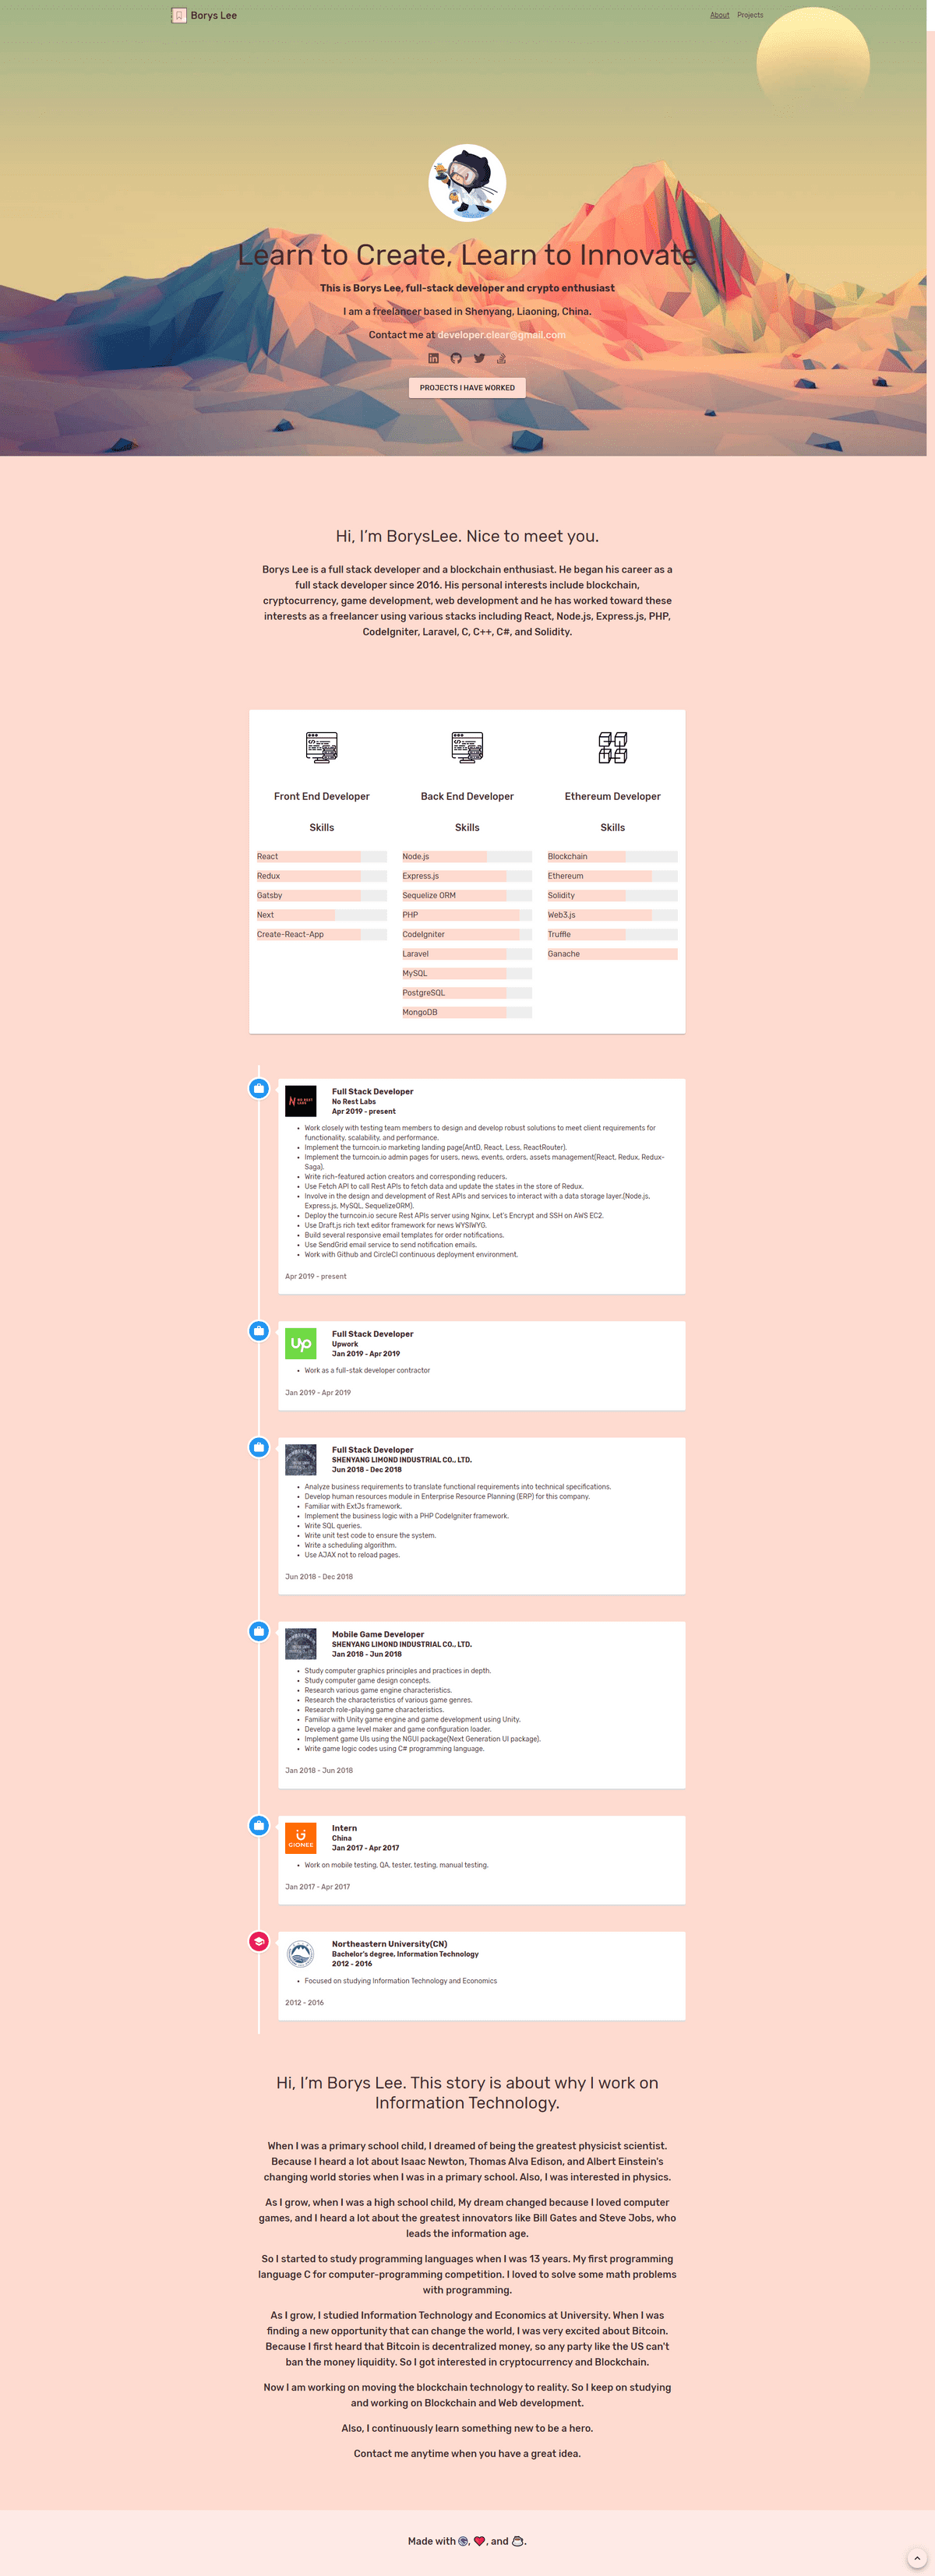 Borys Lee
About Projects
Learn to Create, Learn to Innovate
This is Borys Lee, full-stack developer and crypto enthusiast
I am a freelancer based in Shenyang, Liaoning, China.
Contact me at developer.clear@gmail.com
PROJECTS I HAVE WORKED
Hi, I'm BorysLee. Nice to meet you.
Borys Lee is a full stack developer and a blockchain enthusiast. He began his career as a
full stack developer since 2016. His personal interests include blockchain,
cryptocurrency, game development, web development and he has worked toward these
interests as a freelancer using various stacks including React, Node.js, Express.js, PHP,
CodeIgniter, Laravel, C, C++, C#, and Solidity.
Front End Developer
Skills
React
Redux
Gatsby
Next
Create-React-App
Back End Developer
Skills
Node.js
Express.js
Sequelize ORM
PHP
CodeIgniter
Laravel
MySQL
PostgreSQL
MongoDB
Ethereum Developer
Skills
Blockchain
Ethereum
Solidity
Web3.js
Truffle
Ganache
NO REST
LABS
Full Stack Developer
No Rest Labs
Apr 2019 - present
Work closely with testing team members to design and develop robust solutions to meet client requirements for
functionality, scalability, and performance.
Implement the turncoin.io marketing landing page(AntD, React, Less, ReactRouter).
Implement the turncoin.io admin pages for users, news, events, orders, assets management(React, Redux, Redux-
Saga).
Write rich-featured action creators and corresponding reducers.
Use Fetch API to call Rest APIs to fetch data and update the states in the store of Redux.
Involve in the design and development of Rest APIs and services to interact with a data storage layer.(Node.js,
Express.js, MySQL, SequelizeORM).
Deploy the turncoin.io secure Rest APIs server using Nginx, Let's Encrypt and SSH on AWS EC2.
Use Draft.js rich text editor framework for news WYSIWYG.
Build several responsive email templates for order notifications.
Use SendGrid email service to send notification emails.
Work with Github and CircleCI continuous deployment environment.
Apr 2019 - present
Up
Full Stack Developer
Upwork
Jan 2019 - Apr 2019
Work as a full-stak developer contractor
Jan 2019 - Apr 2019
Full Stack Developer
SHENYANG LIMOND INDUSTRIAL CO., LTD.
Jun 2018 - Dec 2018
Analyze business requirements to translate functional requirements into technical specifications.
Develop human resources module in Enterprise Resource Planning (ERP) for this company.
Familiar with ExtJs framework.
Implement the business logic with a PHP CodeIgniter framework.
Write SQL queries.
Write unit test code to ensure the system.
Write a scheduling algorithm.
Use AJAX not to reload pages.
Jun 2018 - Dec 2018
Mobile Game Developer
SHENYANG LIMOND INDUSTRIAL CO., LTD.
Jan 2018 - Jun 2018
Study computer graphics principles and practices in depth.
Study computer game design concepts.
Research various game engine characteristics.
Research the characteristics of various game genres.
Research role-playing game characteristics.
Familiar with Unity game engine and game development using Unity.
Develop a game level maker and game configuration loader.
Implement game UIs using the NGUI package(Next Generation UI package).
Write game logic codes using C# programming language.
Jan 2018 - Jun 2018
GIONEE
Intern
China
Jan 2017 - Apr 2017
Work on mobile testing, QA, tester, testing, manual testing.
Jan 2017 - Apr 2017
Northeastern University(CN)
Bachelor's degree, Information Technology
2012 - 2016
Focused on studying Information Technology and Economics
2012 - 2016
Hi, I'm Borys Lee. This story is about why I work on
Information Technology.
When I was a primary school child, I dreamed of being the greatest physicist scientist.
Because I heard a lot about Isaac Newton, Thomas Alva Edison, and Albert Einstein's
changing world stories when I was in a primary school. Also, I was interested in physics.
As I grow, when I was a high school child, My dream changed because I loved computer
games, and I heard a lot about the greatest innovators like Bill Gates and Steve Jobs, who
leads the information age.
So I started to study programming languages when I was 13 years. My first programming
language C for computer-programming competition. I loved to solve some math problems
with programming.
As I grow, I studied Information Technology and Economics at University. When I was
finding a new opportunity that can change the world, I was very excited about Bitcoin.
Because I first heard that Bitcoin is decentralized money, so any party like the US can't
ban the money liquidity. So I got interested in cryptocurrency and Blockchain.
Now I am working on moving the blockchain technology to reality. So I keep on studying
and working on Blockchain and Web development.
Also, I continuously learn something new to be a hero.
Contact me anytime when you have a great idea.
Made with , , and .